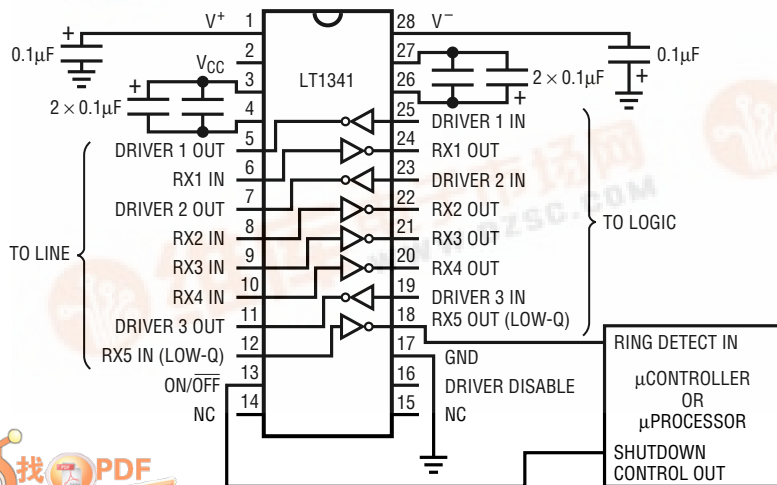 V+ 1
28 V−
0.1µF
+
2
27
0.1µF
+
VCC
3
LT1341
26
2 × 0.1µF
+
2 × 0.1µF
+
4
25 DRIVER 1 IN
DRIVER 1 OUT 5
24 RX1 OUT
RX1 IN 6
23 DRIVER 2 IN
DRIVER 2 OUT 7
22 RX2 OUT
TO LINE
RX2 IN 8
21 RX3 OUT
TO LOGIC
RX3 IN 9
20 RX4 OUT
RX4 IN 10
19 DRIVER 3 IN
DRIVER 3 OUT 11
18 RX5 OUT (LOW-Q)
RX5 IN (LOW-Q) 12
17 GND
ON/OFF 13
16 DRIVER DISABLE
NC 14
15 NC
RING DETECT IN
µCONTROLLER
OR
µPROCESSOR
SHUTDOWN
CONTROL OUT
找 PDF